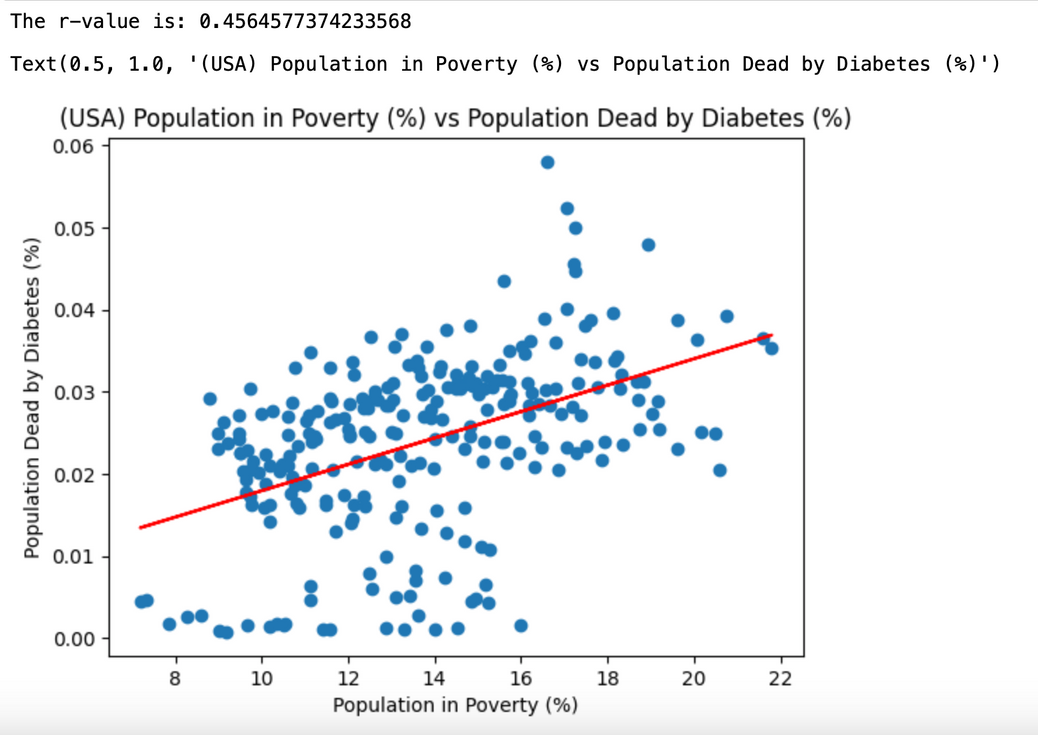 The r-value is: 0.4564577374233568
Text(0.5, 1.0, '(USA) Population in Poverty (%) vs Population Dead by Diabetes (%)')
(USA) Population in Poverty (%) vs Population Dead by Diabetes (%)
0.06
0.05
0.04
0.03
0.02
0.01
0.00
Population Dead by Diabetes (%)
8 10 12 14 16 18 20 22
Population in Poverty (%)